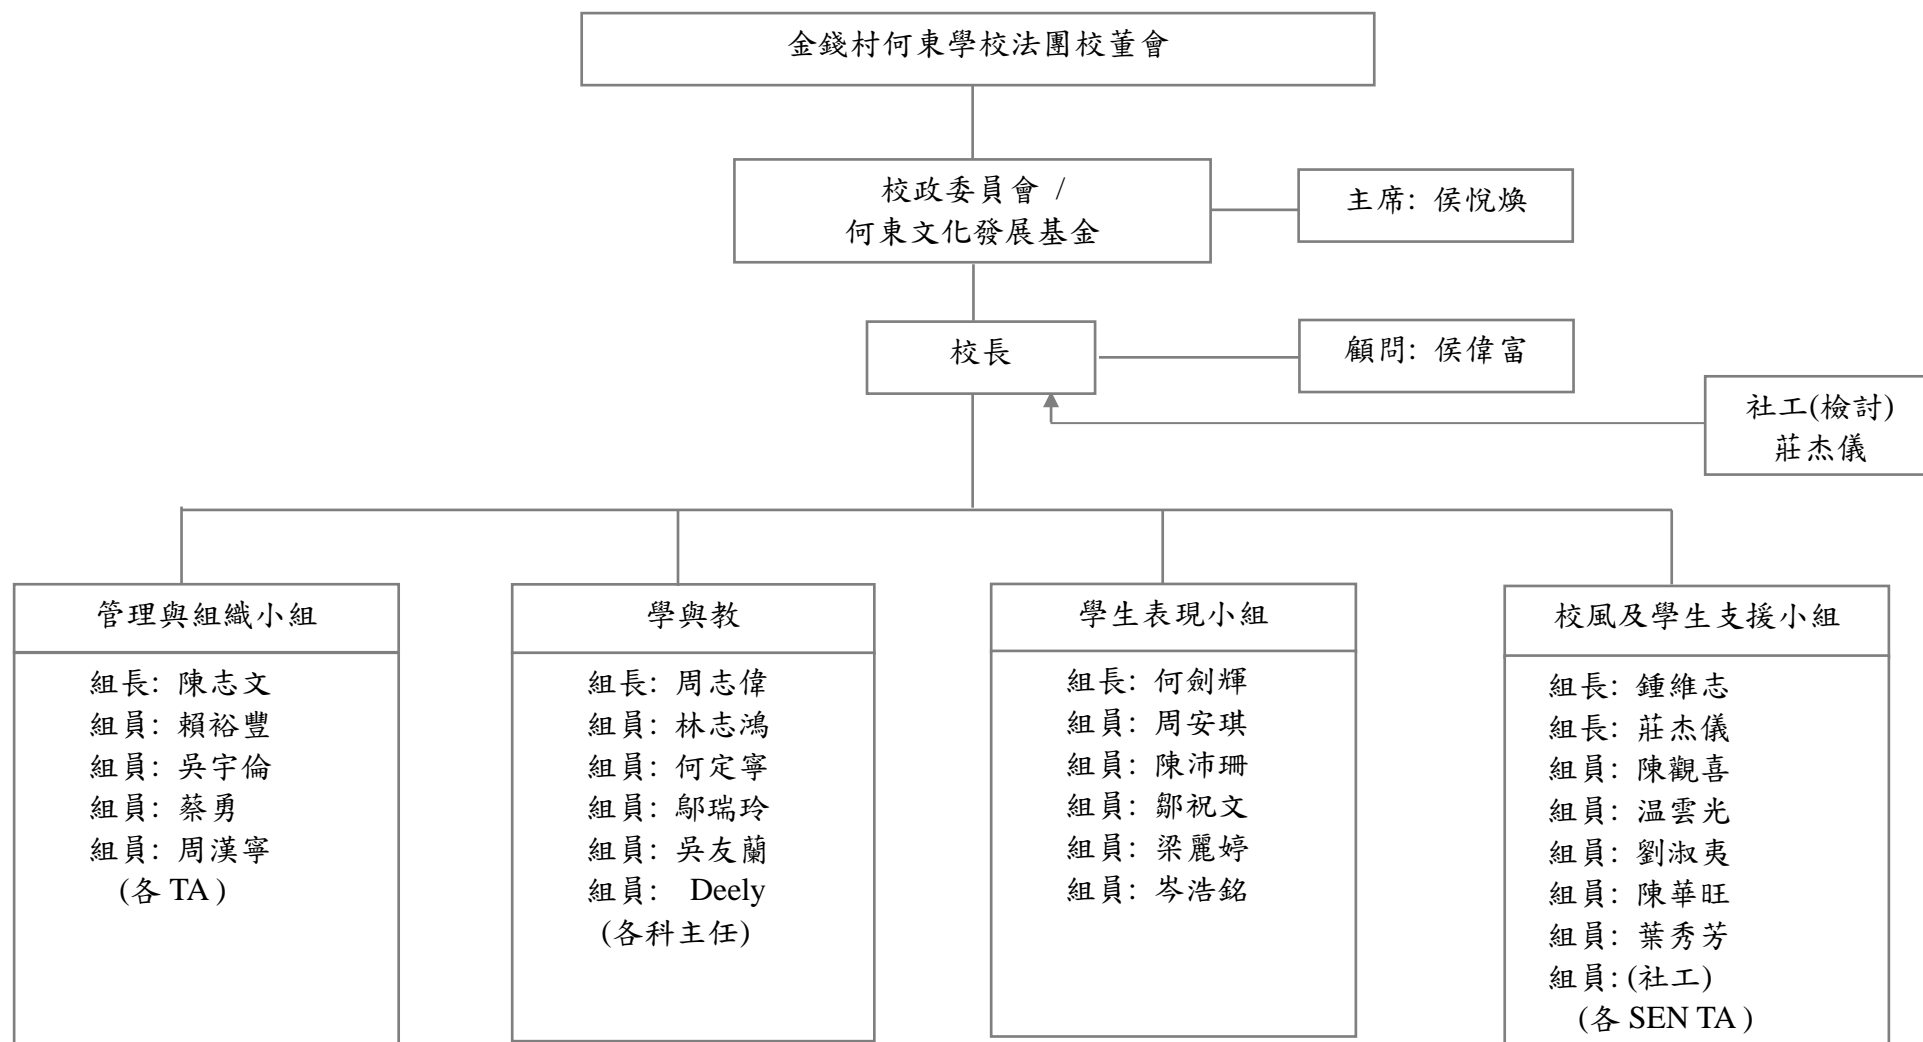 金錢村何東學校法團校董會
校政委員會 /
何東文化發展基金
主席: 侯悅煥
校長
顧問: 侯偉富
社工(檢討)
莊杰儀
管理與組織小組
組長: 陳志文
組員: 賴裕豐
組員: 吳宇倫
組員: 蔡勇
組員: 周漢寧
(各 TA )
學與教
組長: 周志偉
組員: 林志鴻
組員: 何定寧
組員: 鄔瑞玲
組員: 吳友蘭
組員: Deely
(各科主任)
學生表現小組
組長: 何劍輝
組員: 周安琪
組員: 陳沛珊
組員: 鄒祝文
組員: 梁麗婷
組員: 岑浩銘
校風及學生支援小組
組長: 鍾維志
組長: 莊杰儀
組員: 陳觀喜
組員: 温雲光
組員: 劉淑夷
組員: 陳華旺
組員: 葉秀芳
組員: (社工)
(各 SEN TA )